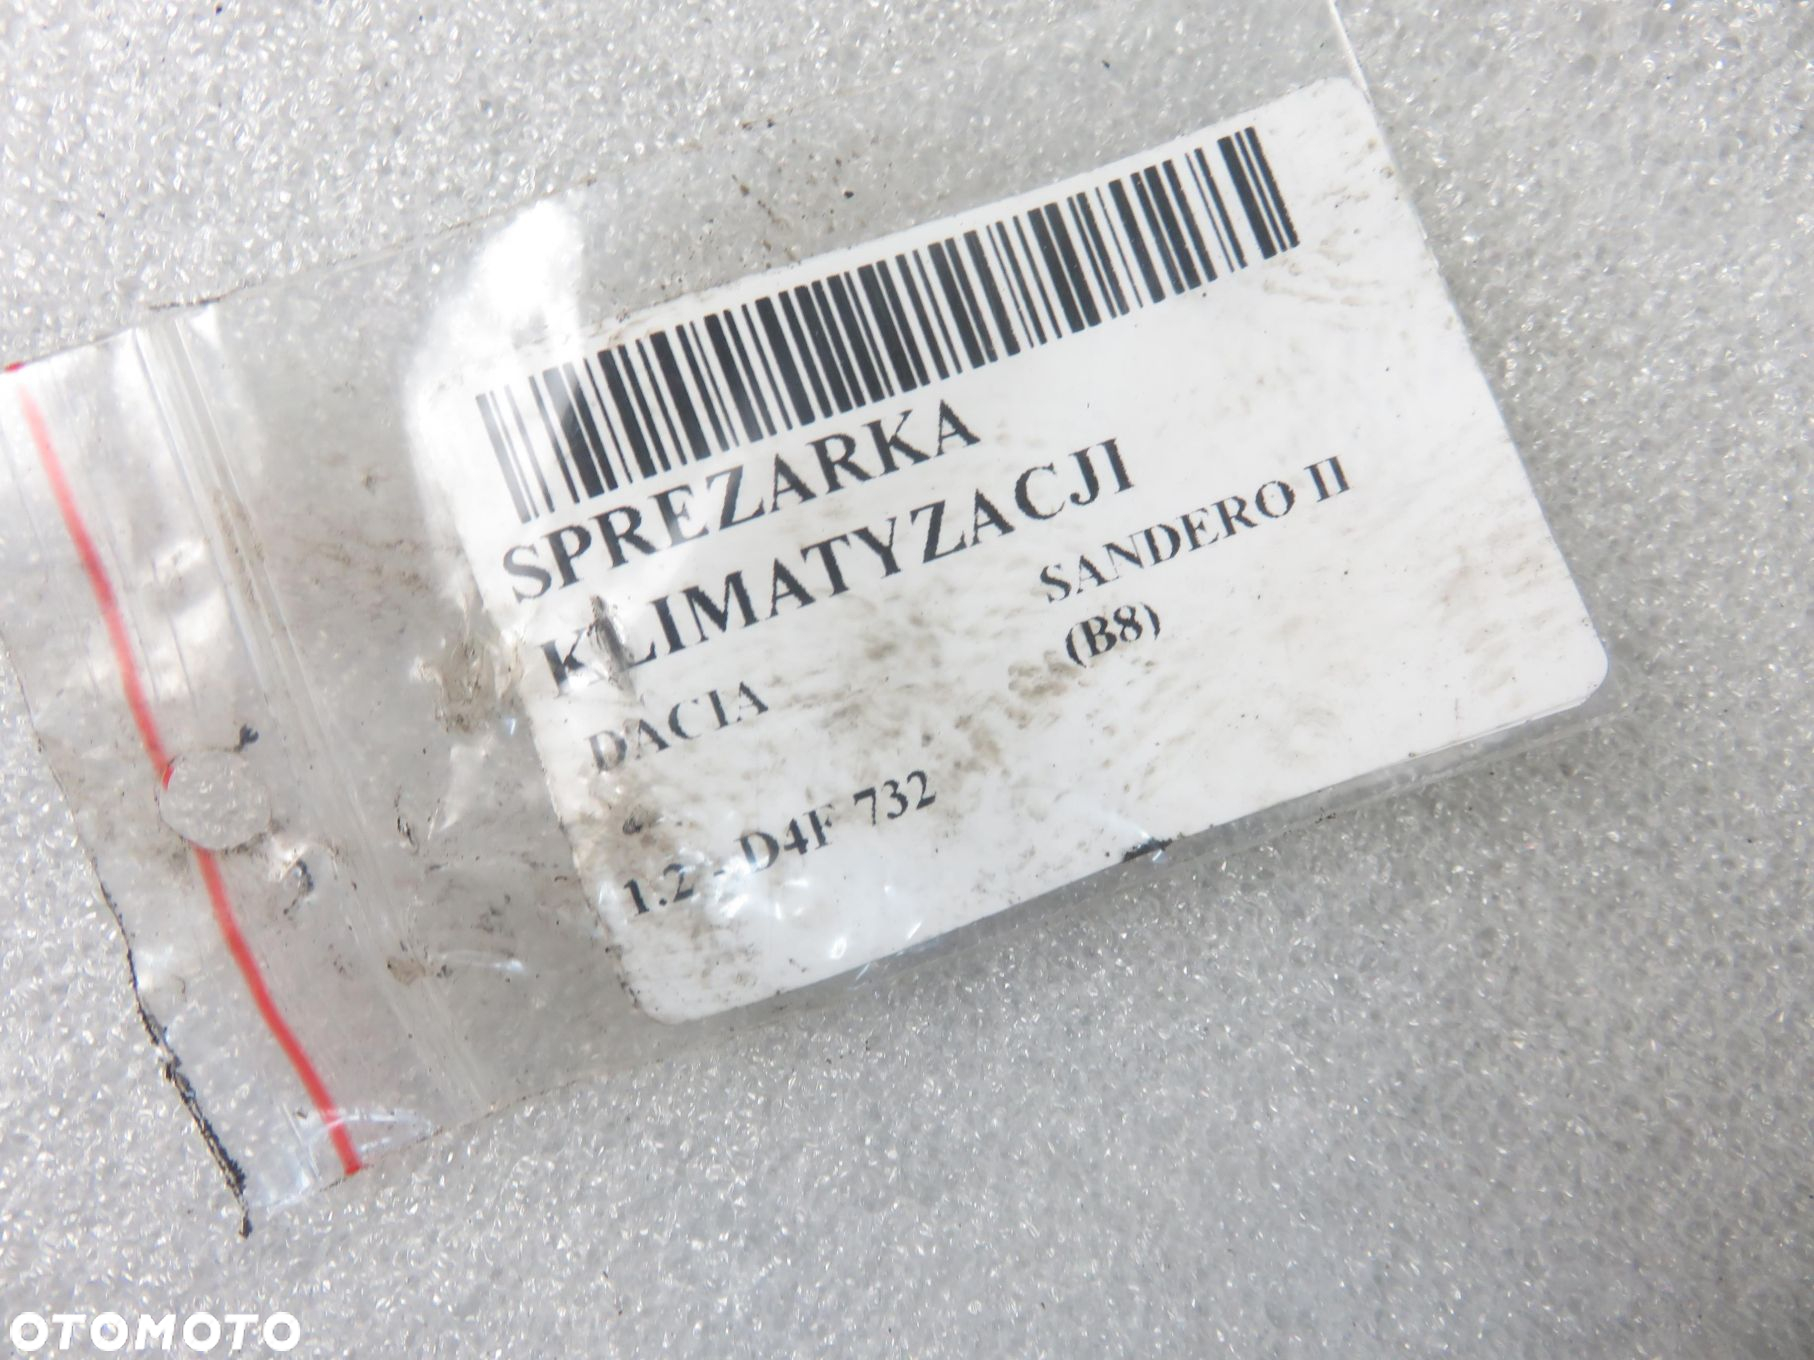 SPREZARKA
KLIMATYZACJI
DACIA SANDERO II
(B8)
1.2 - D4F 732
OTOMOTO